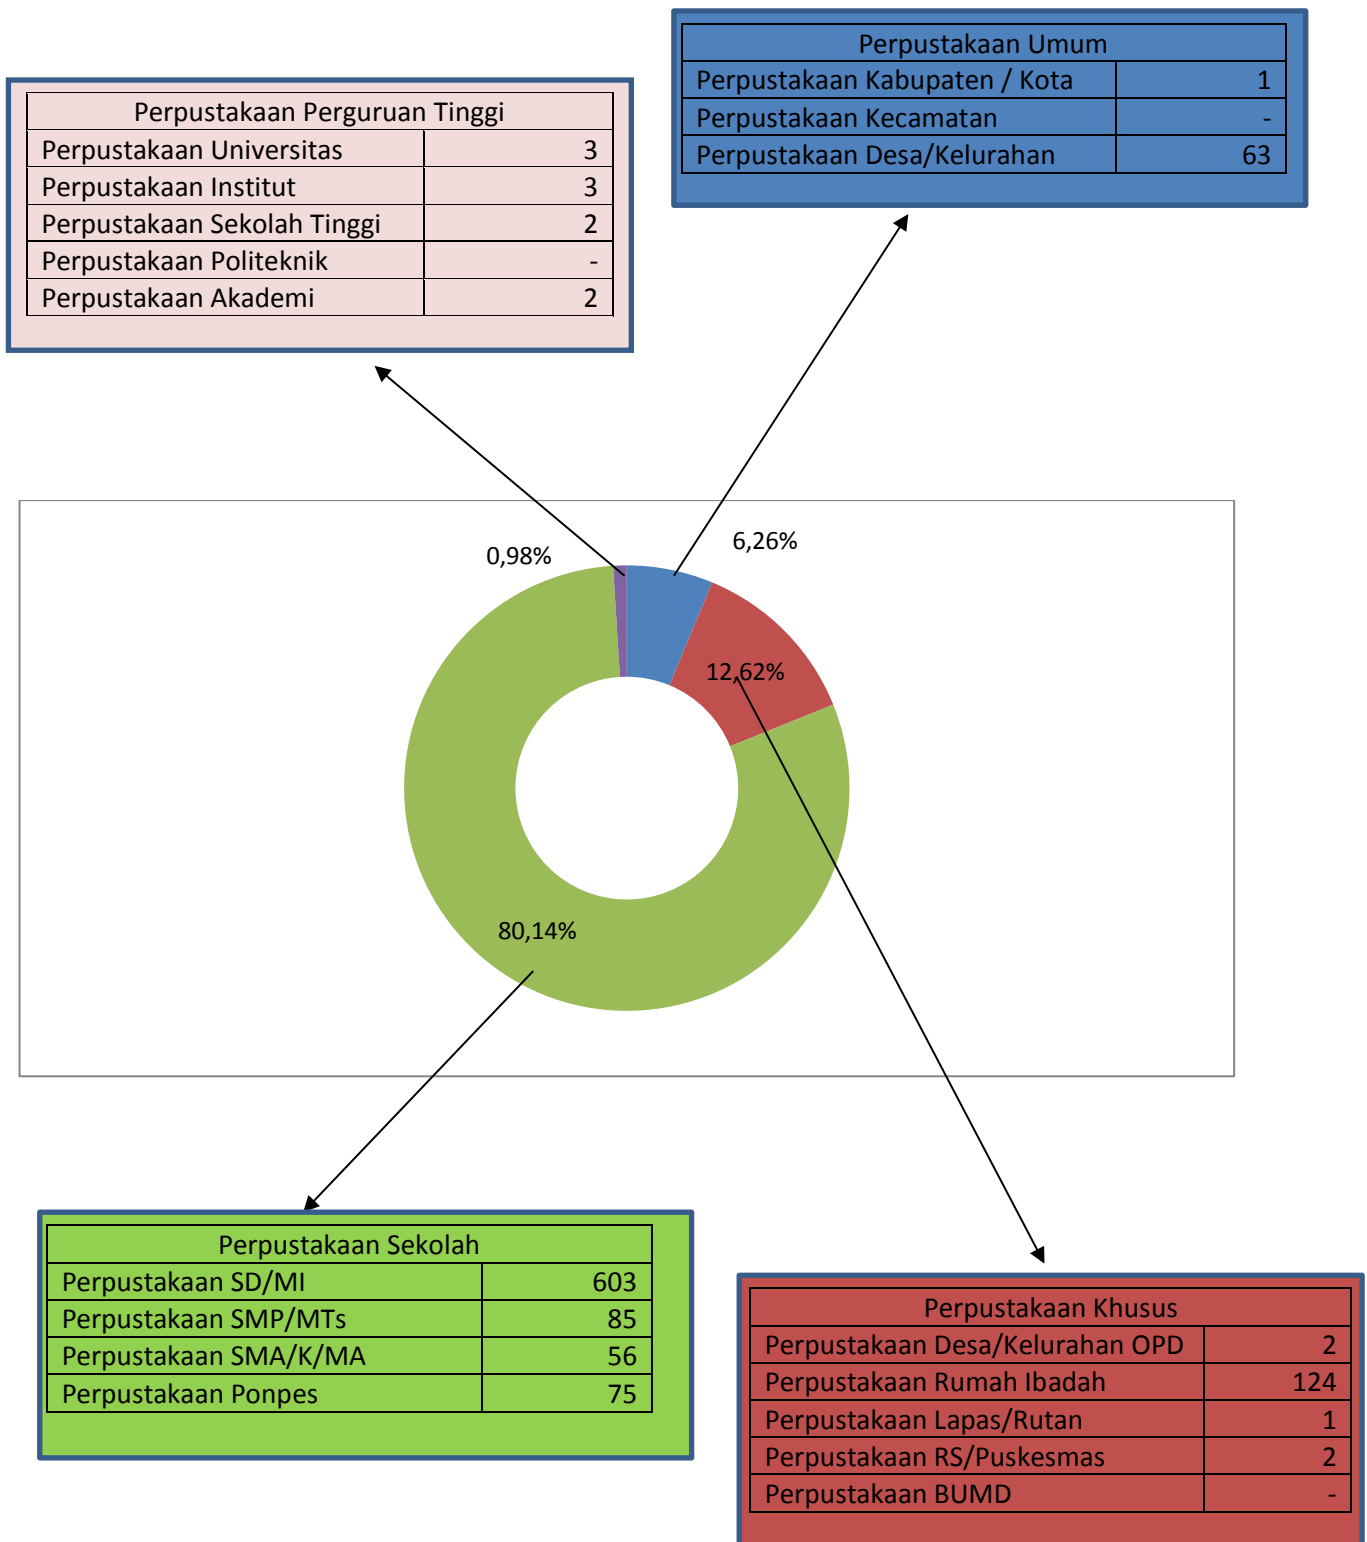 Perpustakaan Umum
Perpustakaan Kabupaten / Kota 1
Perpustakaan Kecamatan -
Perpustakaan Desa/Kelurahan 63
Perpustakaan Perguruan Tinggi
Perpustakaan Universitas 3
Perpustakaan Institut 3
Perpustakaan Sekolah Tinggi 2
Perpustakaan Politeknik -
Perpustakaan Akademi 2
0,98%
6,26%
12,62%
80,14%
Perpustakaan Sekolah
Perpustakaan SD/MI 603
Perpustakaan SMP/MTs 85
Perpustakaan SMA/K/MA 56
Perpustakaan Ponpes 75
Perpustakaan Khusus
Perpustakaan Desa/Kelurahan OPD 2
Perpustakaan Rumah Ibadah 124
Perpustakaan Lapas/Rutan 1
Perpustakaan RS/Puskesmas 2
Perpustakaan BUMD -